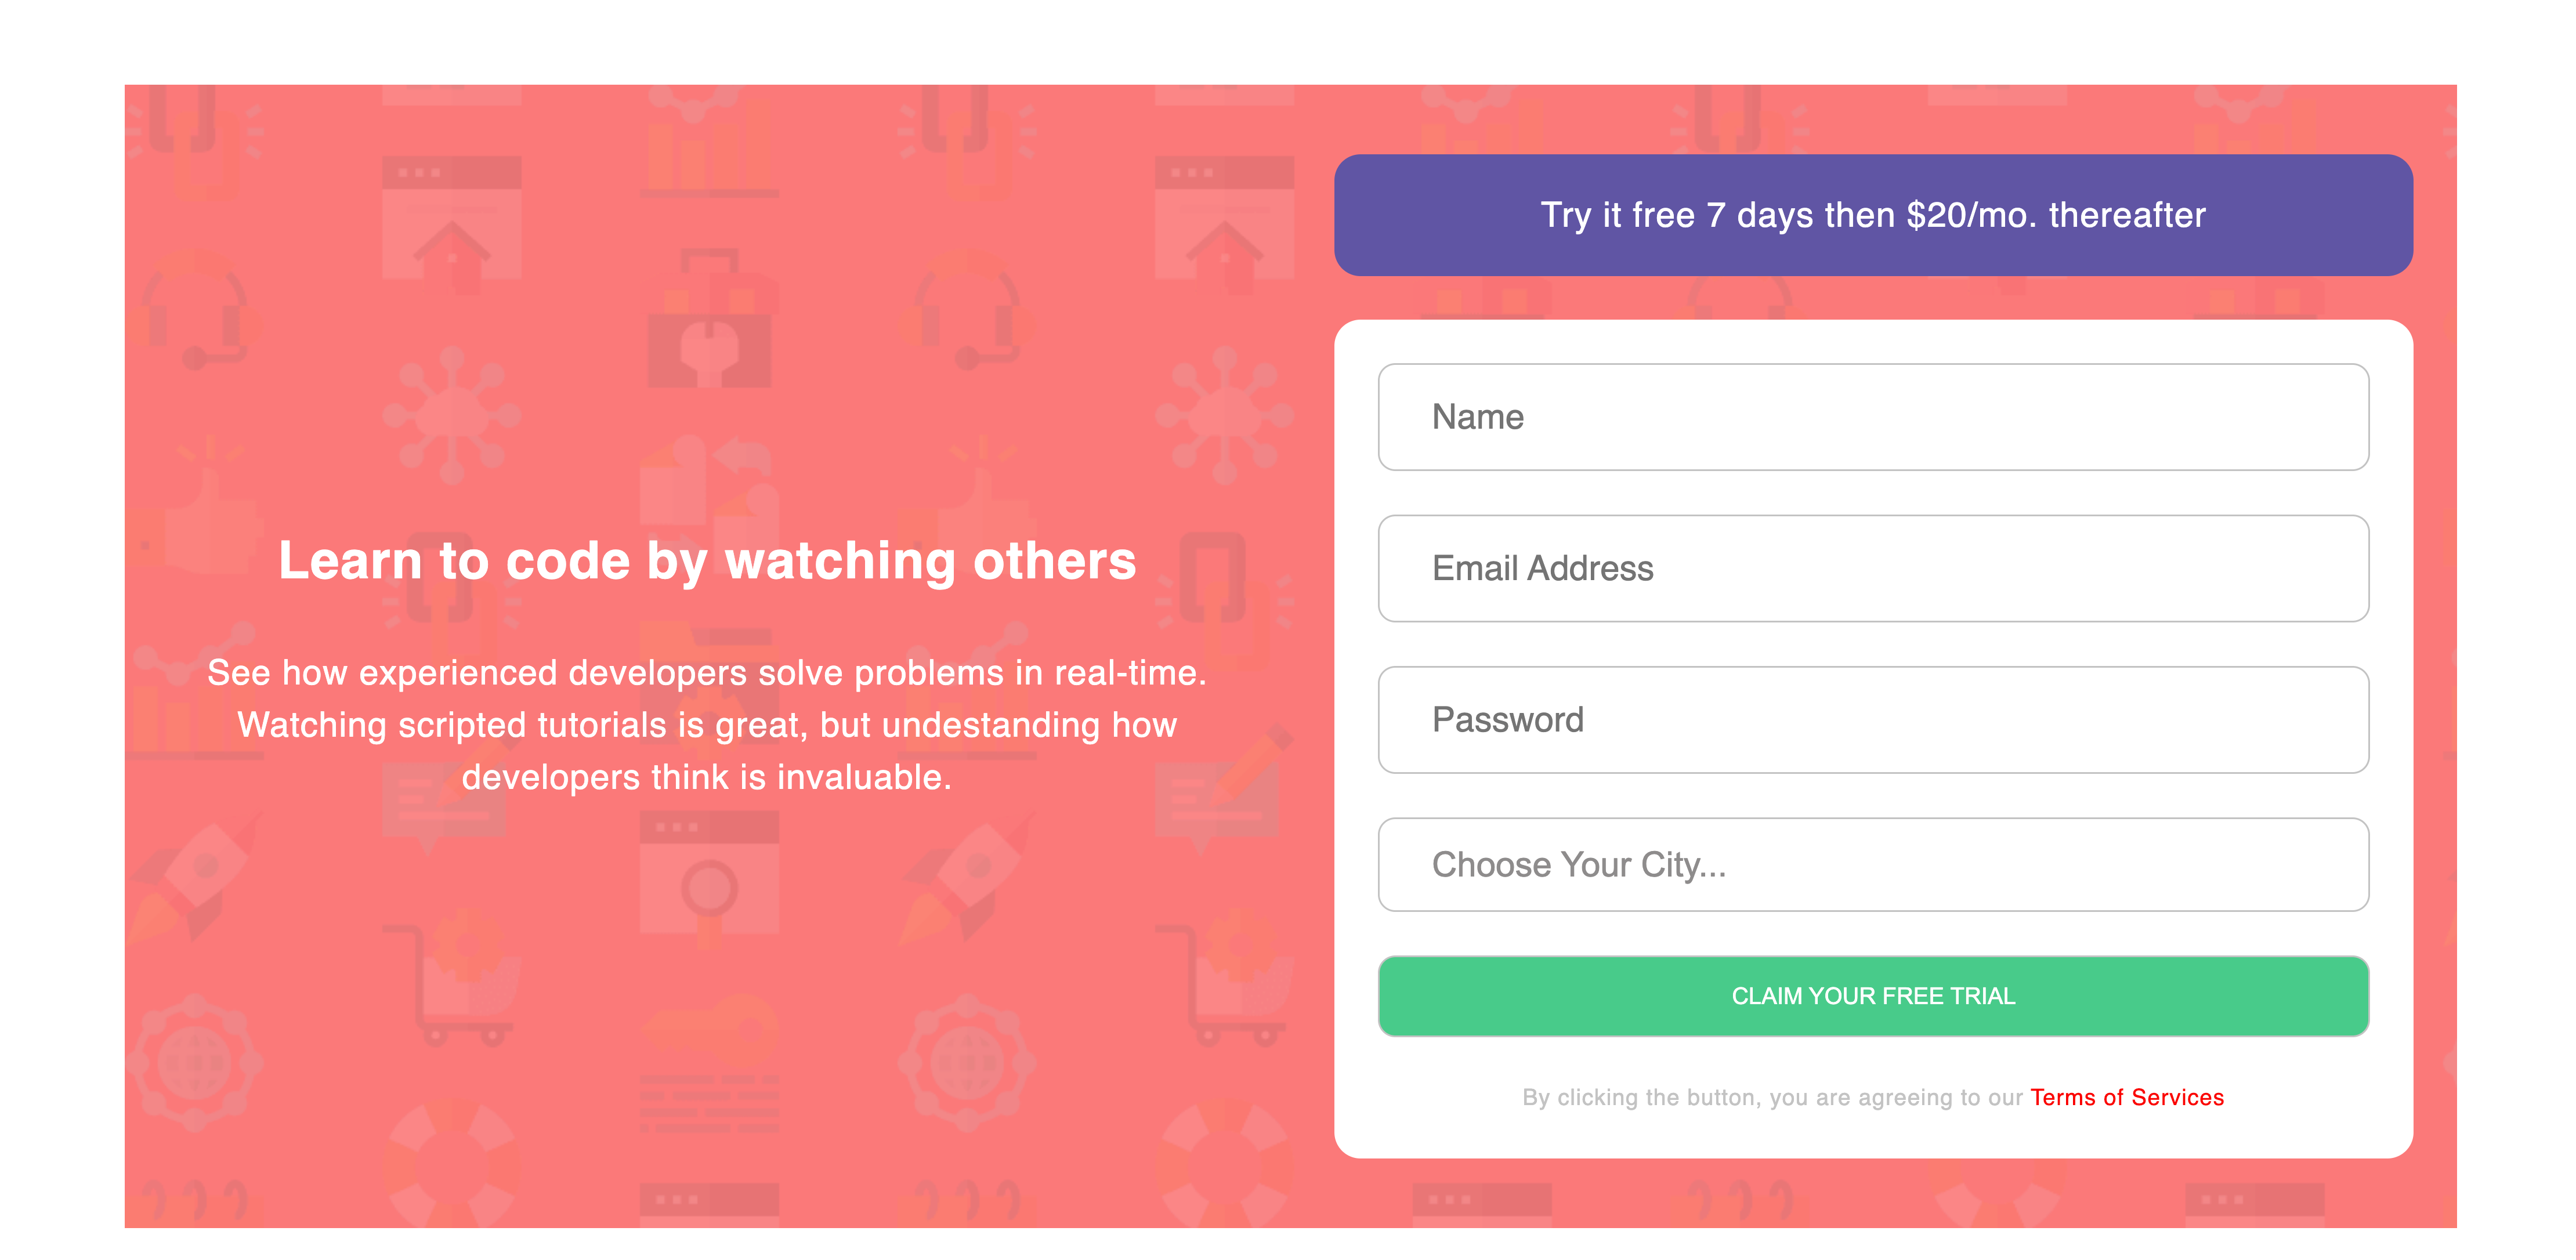 Try it free 7 days then $20/mo. thereafter
Learn to code by watching others
See how experienced developers solve problems in real-time.
Watching scripted tutorials is great, but undestanding how
developers think is invaluable.
Name
Email Address
Password
Choose Your City...
CLAIM YOUR FREE TRIAL
By clicking the button, you are agreeing to our Terms of Services